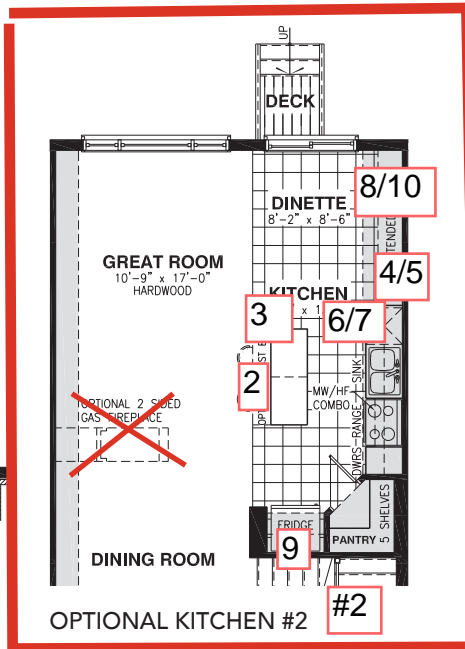 UP
DECK
8/10
DINETTE
8'-2" x 8'-6"
TENDED
GREAT ROOM
10'-9" x 17'-0"
HARDWOOD
4/5
KITCHEN
3
6/7
2
SINK
MW/HF
COMBO
OPTIONAL 2 SIDED
GAS FIREPLACE
RANGE
DWRS
5 SHELVES
FRIDGE
PANTRY
9
DINING ROOM
OPTIONAL KITCHEN #2
#2